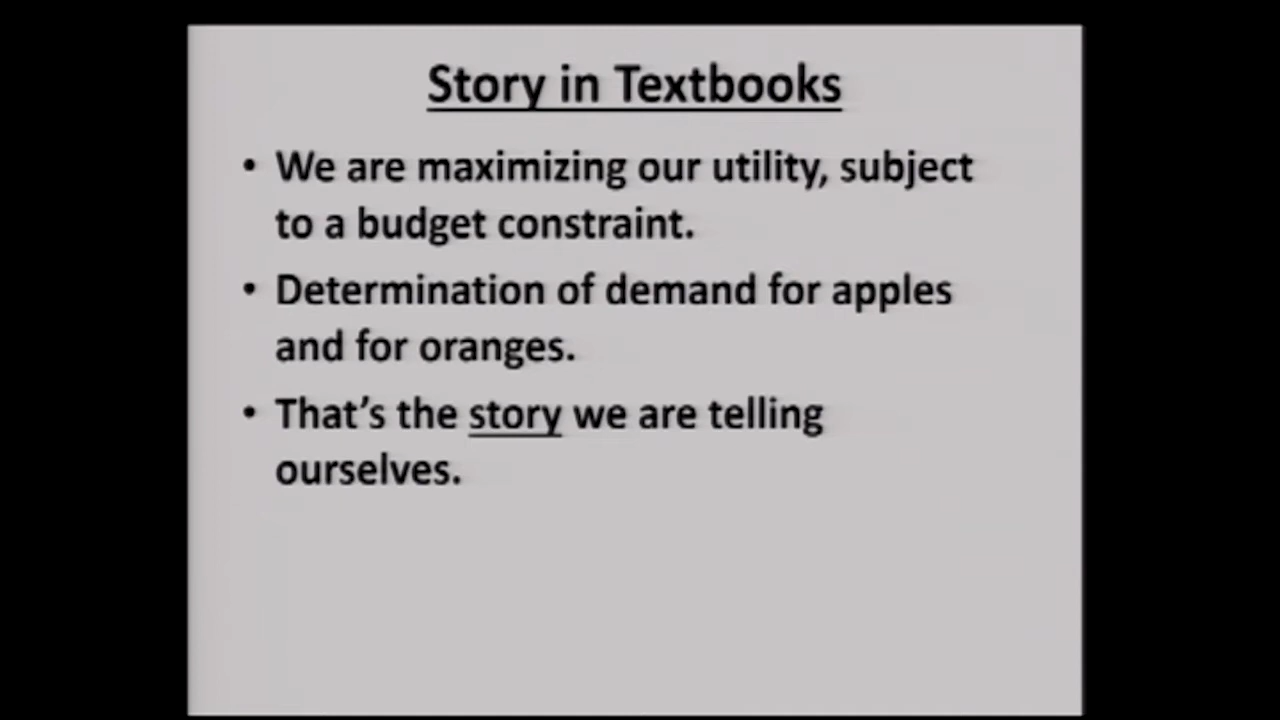 Story in Textbooks
• We are maximizing our utility, subject
to a budget constraint.
• Determination of demand for apples
and for oranges.
• That’s the story we are telling
ourselves.